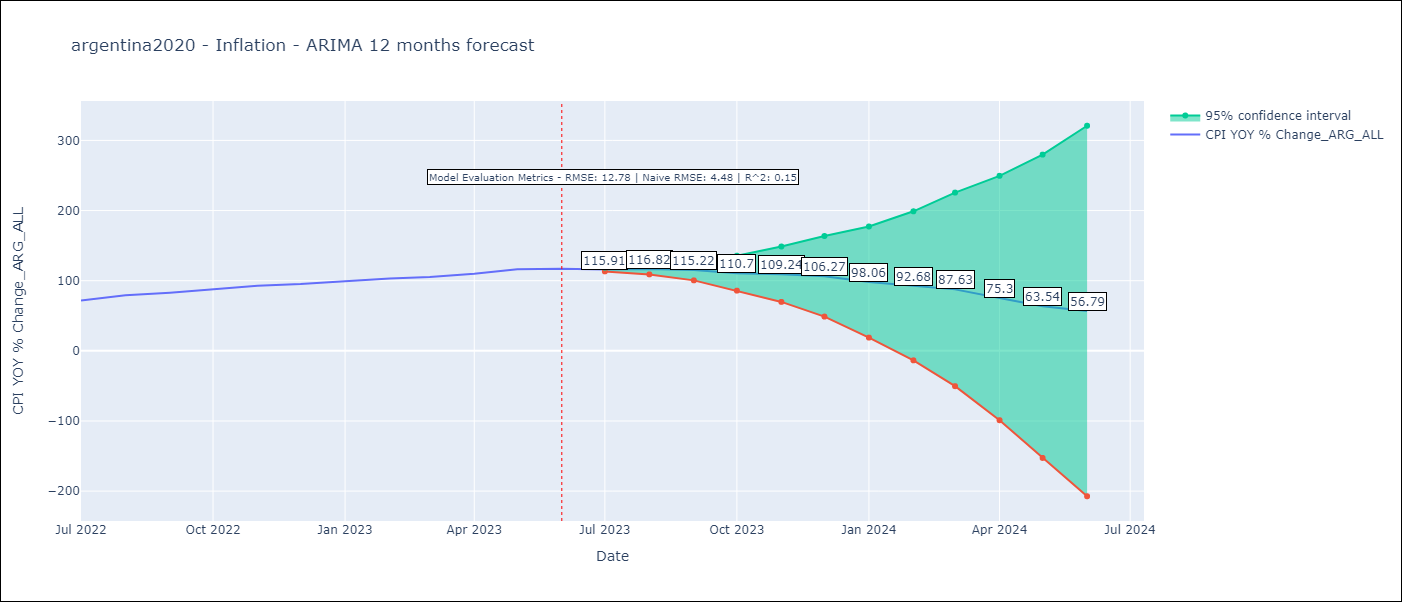 argentina2020 - Inflation - ARIMA 12 months forecast
95% confidence interval
CPI YOY % Change_ARG_ALL
CPI YOY % Change_ARG_ALL
300
200
100
0
−100
−200
Model Evaluation Metrics - RMSE: 12.78 | Naive RMSE: 4.48 | R^2: 0.15
115.91 116.82 115.22 110.7 109.24 106.27 98.06 92.68 87.63 75.3 63.54 56.79
Jul 2022 Oct 2022 Jan 2023 Apr 2023 Jul 2023 Oct 2023 Jan 2024 Apr 2024 Jul 2024
Date